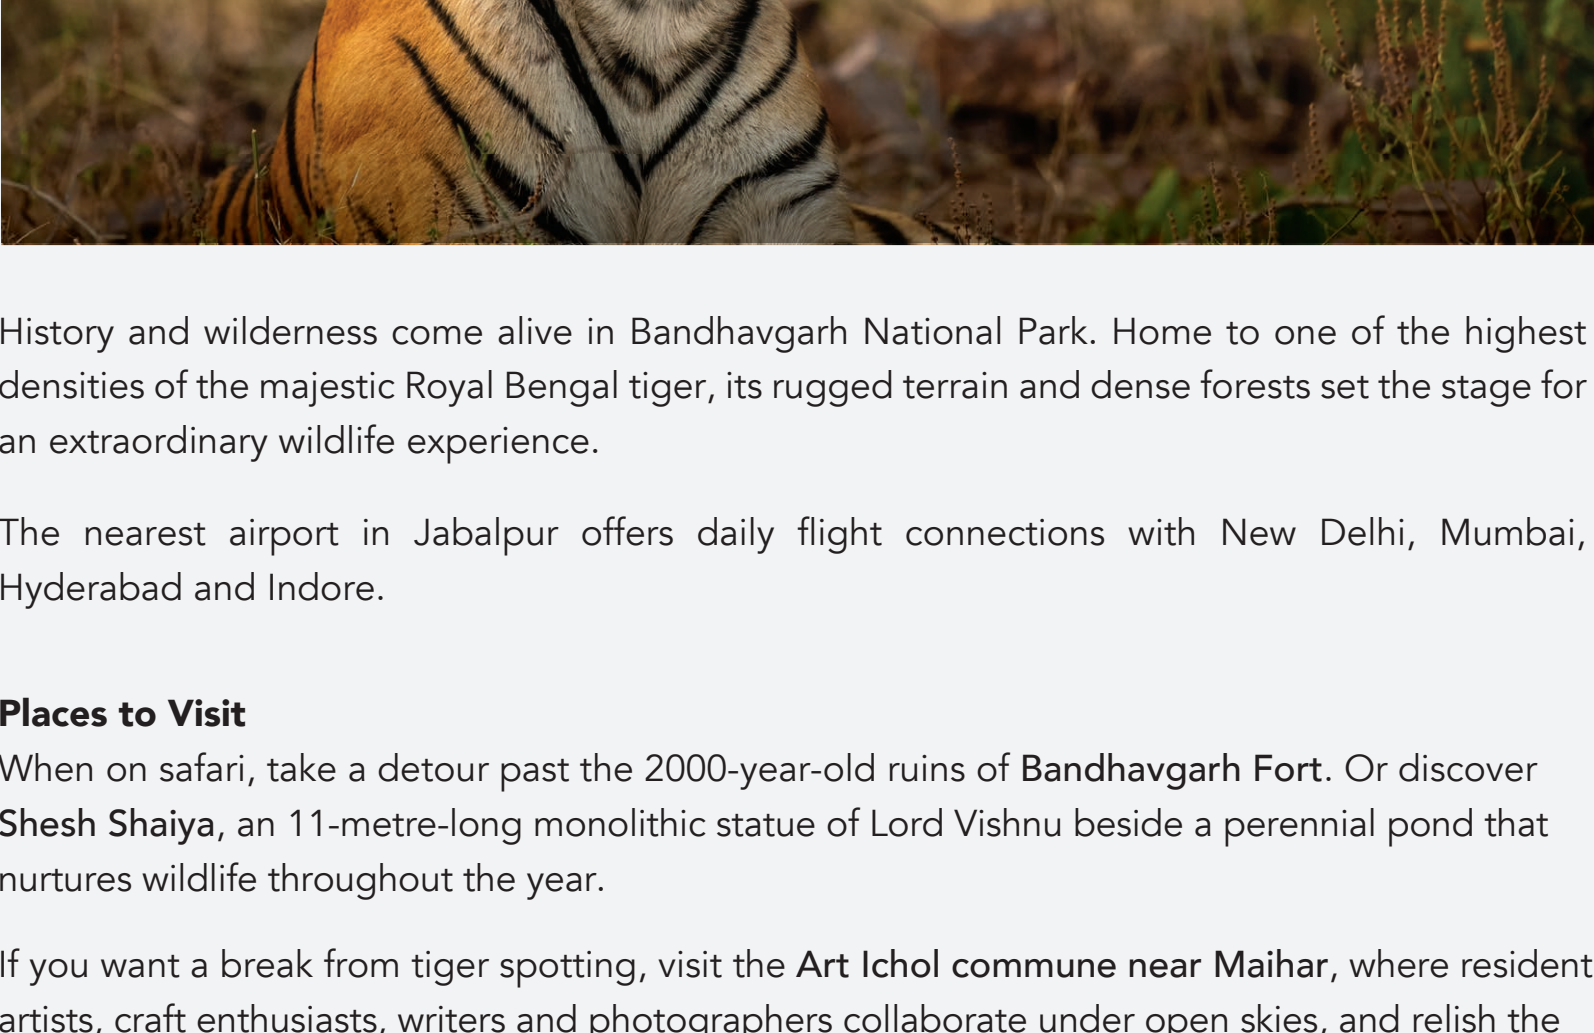 History and wilderness come alive in Bandhavgarh National Park. Home to one of the highest
densities of the majestic Royal Bengal tiger, its rugged terrain and dense forests set the stage for
an extraordinary wildlife experience.
The nearest airport in Jabalpur offers daily flight connections with New Delhi, Mumbai,
Hyderabad and Indore.
Places to Visit
When on safari, take a detour past the 2000-year-old ruins of Bandhavgarh Fort. Or discover
Shesh Shaiya, an 11-metre-long monolithic statue of Lord Vishnu beside a perennial pond that
nurtures wildlife throughout the year.
If you want a break from tiger spotting, visit the Art Ichol commune near Maihar, where resident
artists, craft enthusiasts, writers and photographers collaborate under open skies, and relish the